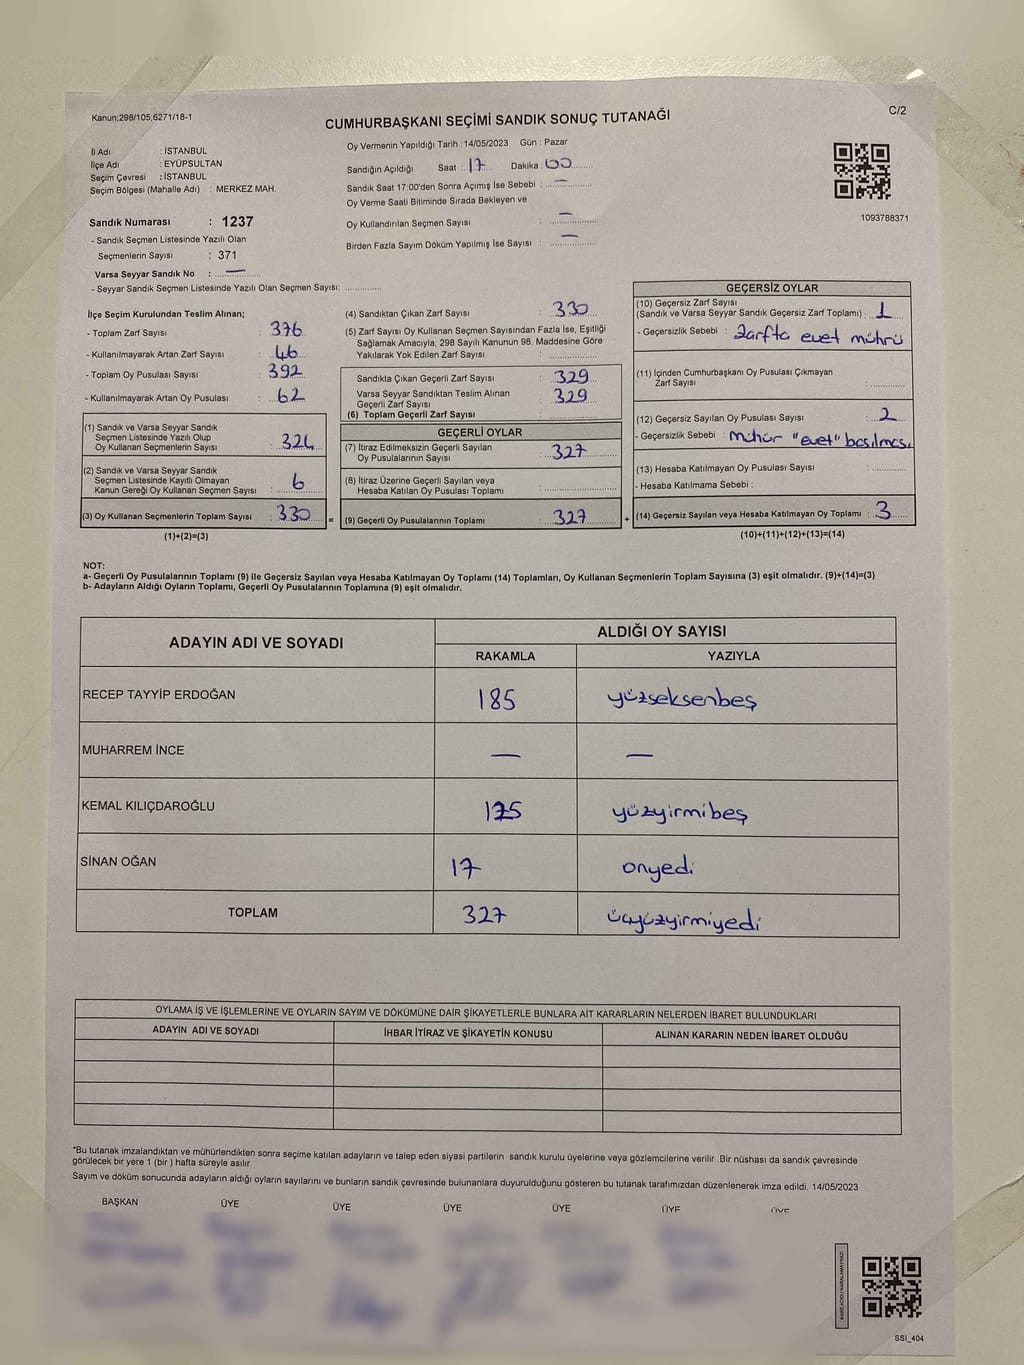 Kanun;298/105,6271/18-1
C/2
CUMHURBAŞKANI SEÇİMİ SANDIK SONUÇ TUTANAĞI
İl Adı : İSTANBUL
İlçe Adı : EYÜPSULTAN
Seçim Çevresi : İSTANBUL
Seçim Bölgesi (Mahalle Adı) : MERKEZ MAH.
Sandık Numarası : 1237
- Sandık Seçmen Listesinde Yazılı Olan
Seçmenlerin Sayısı : 371
Varsa Seyyar Sandık No : —
- Seyyar Sandık Seçmen Listesinde Yazılı Olan Seçmen Sayısı: ..............
Oy Vermenin Yapıldığı Tarih : 14/05/2023 Gün : Pazar
Sandığın Açıldığı Saat : 17 Dakika : 00
Sandık Saat 17:00'den Sonra Açımış İse Sebebi : —
Oy Verme Saati Bitiminde Sırada Bekleyen ve
Oy Kullandırılan Seçmen Sayısı : —
Birden Fazla Sayım Döküm Yapılmış İse Sayısı : —
1093788371
İlçe Seçim Kurulundan Teslim Alınan;
- Toplam Zarf Sayısı : 376
- Kullanılmayarak Artan Zarf Sayısı : 46
- Toplam Oy Pusulası Sayısı : 392
- Kullanılmayarak Artan Oy Pusulası : 62
(1) Sandık ve Varsa Seyyar Sandık
Seçmen Listesinde Yazılı Olup
Oy Kullanan Seçmenlerin Sayısı : 324
(2) Sandık ve Varsa Seyyar Sandık
Seçmen Listesinde Kayıtlı Olmayan
Kanun Gereği Oy Kullanan Seçmen Sayısı : 6
(3) Oy Kullanan Seçmenlerin Toplam Sayısı : 330
(1)+(2)=(3)
(4) Sandıktan Çıkan Zarf Sayısı : 330
(5) Zarf Sayısı Oy Kullanan Seçmen Sayısından Fazla İse, Eşitliği
Sağlamak Amacıyla, 298 Sayılı Kanunun 98. Maddesine Göre
Yakılarak Yok Edilen Zarf Sayısı : ..............
Sandıkta Çıkan Geçerli Zarf Sayısı : 329
Varsa Seyyar Sandıktan Teslim Alınan : 329
Geçerli Zarf Sayısı
(6) Toplam Geçerli Zarf Sayısı
GEÇERLİ OYLAR
(7) İtiraz Edilmeksizin Geçerli Sayılan
Oy Pusulalarının Sayısı : 327
(8) İtiraz Üzerine Geçerli Sayılan veya
Hesaba Katılan Oy Pusulası Toplamı : ..............
= (9) Geçerli Oy Pusulalarının Toplamı : 327 +
GEÇERSİZ OYLAR
(10) Geçersiz Zarf Sayısı
(Sandık ve Varsa Seyyar Sandık Geçersiz Zarf Toplamı) : 1
- Geçersizlik Sebebi : zarfta evet mührü
(11) İçinden Cumhurbaşkanı Oy Pusulası Çıkmayan
Zarf Sayısı : ..............
(12) Geçersiz Sayılan Oy Pusulası Sayısı : 2
- Geçersizlik Sebebi : mühür "evet" basılması
(13) Hesaba Katılmayan Oy Pusulası Sayısı : ..............
- Hesaba Katılmama Sebebi :
(14) Geçersiz Sayılan veya Hesaba Katılmayan Oy Toplamı : 3
(10)+(11)+(12)+(13)=(14)
NOT:
a- Geçerli Oy Pusulalarının Toplamı (9) ile Geçersiz Sayılan veya Hesaba Katılmayan Oy Toplamı (14) Toplamları, Oy Kullanan Seçmenlerin Toplam Sayısına (3) eşit olmalıdır. (9)+(14)=(3)
b- Adayların Aldığı Oyların Toplamı, Geçerli Oy Pusulalarının Toplamına (9) eşit olmalıdır.
ADAYIN ADI VE SOYADI
ALDIĞI OY SAYISI
RAKAMLA YAZIYLA
RECEP TAYYİP ERDOĞAN 185 yüzseksenbeş
MUHARREM İNCE — —
KEMAL KILIÇDAROĞLU 125 yüzyirmibeş
SİNAN OĞAN 17 onyedi
TOPLAM 327 üçyüzyirmiyedi
OYLAMA İŞ VE İŞLEMLERİNE VE OYLARIN SAYIM VE DÖKÜMÜNE DAİR ŞİKAYETLERLE BUNLARA AİT KARARLARIN NELERDEN İBARET BULUNDUKLARI
ADAYIN ADI VE SOYADI İHBAR İTİRAZ VE ŞİKAYETİN KONUSU ALINAN KARARIN NEDEN İBARET OLDUĞU
*Bu tutanak imzalandıktan ve mühürlendikten sonra seçime katılan adayların ve talep eden siyasi partilerin sandık kurulu üyelerine veya gözlemcilerine verilir. Bir nüshası da sandık çevresinde
görülecek bir yere 1 (bir ) hafta süreyle asılır.
Sayım ve döküm sonucunda adayların aldığı oyların sayılarını ve bunların sandık çevresinde bulunanlara duyurulduğunu gösteren bu tutanak tarafımızdan düzenlenerek imza edildi. 14/05/2023
BAŞKAN ÜYE ÜYE ÜYE ÜYE ÜYE ÜYE
SSI_404